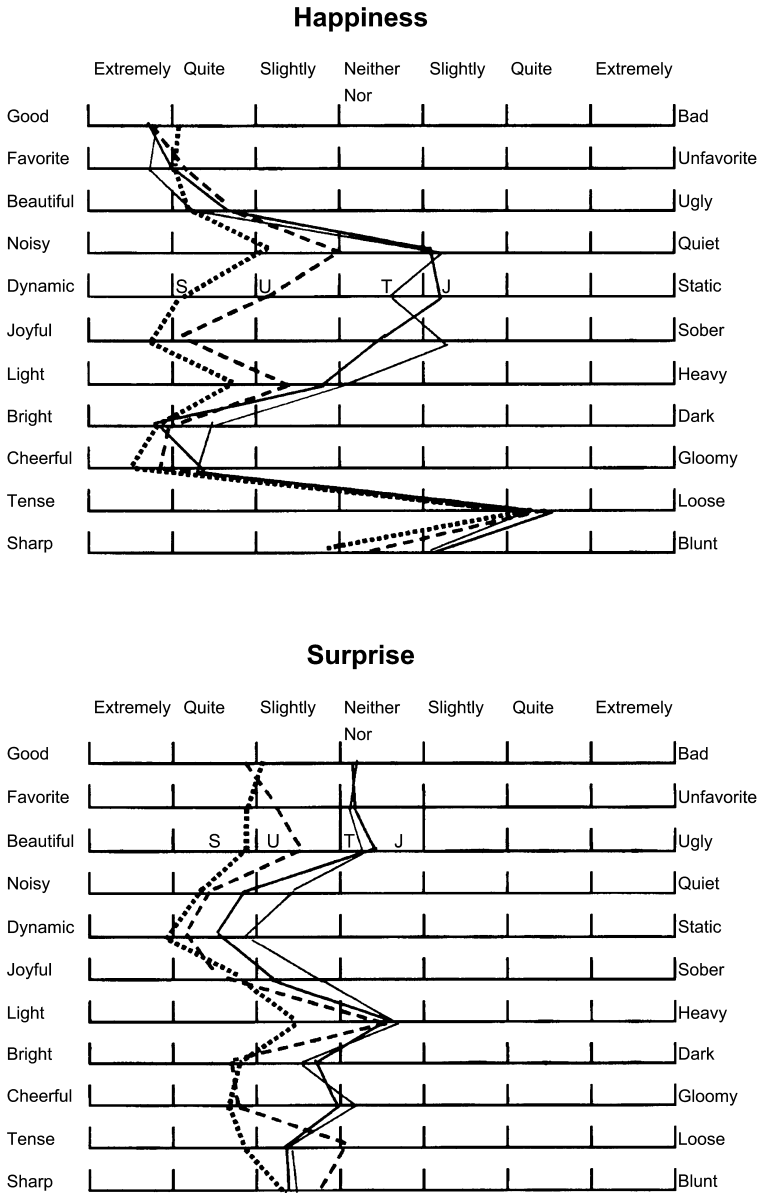 Happiness
Extremely Quite Slightly Neither Slightly Quite Extremely
Nor
Good Bad
Favorite Unfavorite
Beautiful Ugly
Noisy Quiet
Dynamic S U T J Static
Joyful Sober
Light Heavy
Bright Dark
Cheerful Gloomy
Tense Loose
Sharp Blunt
Surprise
Extremely Quite Slightly Neither Slightly Quite Extremely
Nor
Good Bad
Favorite Unfavorite
Beautiful S U T J Ugly
Noisy Quiet
Dynamic Static
Joyful Sober
Light Heavy
Bright Dark
Cheerful Gloomy
Tense Loose
Sharp Blunt